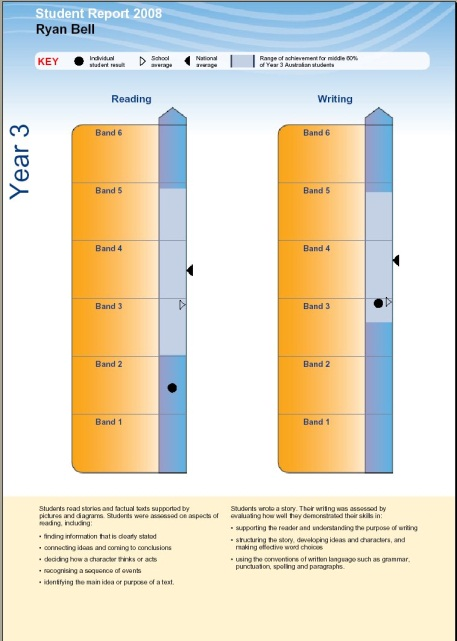 Student Report 2008
Ryan Bell
KEY
Individual
student result
School
average
National
average
Range of achievement for middle 60%
of Year 3 Australian students
Year 3
Reading
Band 6
Band 5
Band 4
Band 3
Band 2
Band 1
Writing
Band 6
Band 5
Band 4
Band 3
Band 2
Band 1
Students read stories and factual texts supported by
pictures and diagrams. Students were assessed on aspects of
reading, including:
• finding information that is clearly stated
• connecting ideas and coming to conclusions
• deciding how a character thinks or acts
• recognising a sequence of events
• identifying the main idea or purpose of a text.
Students wrote a story. Their writing was assessed by
evaluating how well they demonstrated their skills in:
• supporting the reader and understanding the purpose of writing
• structuring the story, developing ideas and characters, and
making effective word choices
• using the conventions of written language such as grammar,
punctuation, spelling and paragraphs.